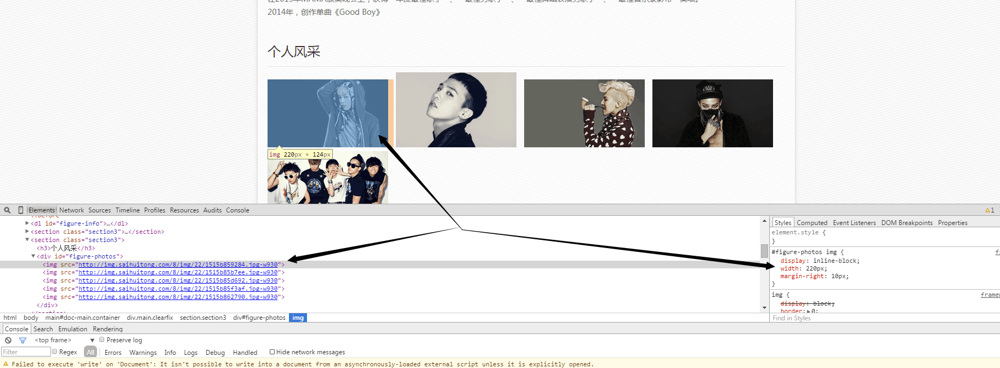 2014年，创作单曲《Good Boy》
个人风采
img 220px × 124px
Elements Network Sources Timeline Profiles Resources Audits Console
1
::before
<dl id="figure-info">…</dl>
<section class="section3">…</section>
<section class="section3">
<h3>个人风采</h3>
<div id="figure-photos">
<img src="http://img.saihuitong.com/8/img/22/1515b859284.jpg-w930">
<img src="http://img.saihuitong.com/8/img/22/1515b85b7ee.jpg-w930">
<img src="http://img.saihuitong.com/8/img/22/1515b85d692.jpg-w930">
<img src="http://img.saihuitong.com/8/img/22/1515b85f3af.jpg-w930">
<img src="http://img.saihuitong.com/8/img/22/1515b862790.jpg-w930">
</div>
html body main#doc-main.container div.main.clearfix section.section3 div#figure-photos img
Styles Computed Event Listeners DOM Breakpoints Properties
element.style {
}
#figure-photos img { fi
display: inline-block;
width: 220px;
margin-right: 10px;
}
img { framew
display: block;
border: 0;
Find in Styles
Console Search Emulation Rendering
<top frame> Preserve log
Filter Regex All Errors Warnings Info Logs Debug Handled Hide network messages
Failed to execute 'write' on 'Document': It isn't possible to write into a document from an asynchronously-loaded external script unless it is explicitly opened.